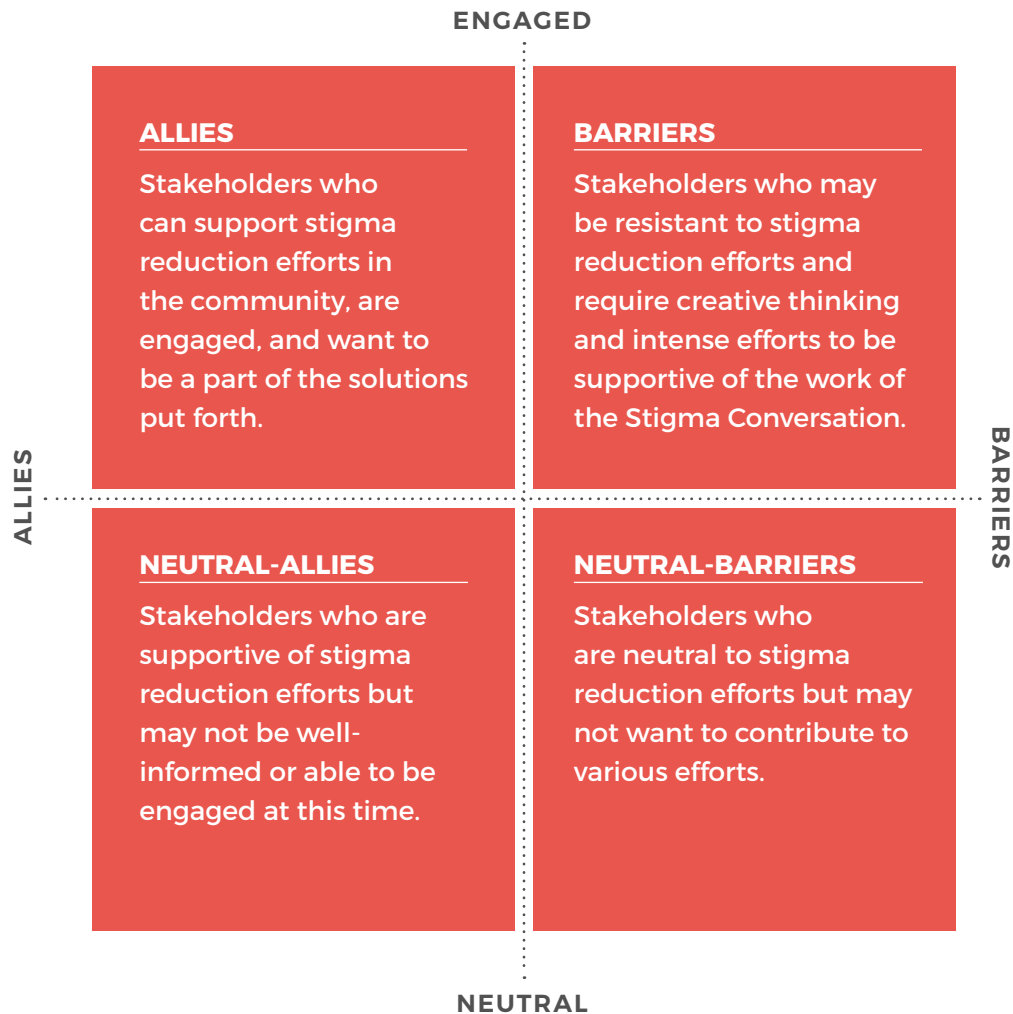 ENGAGED
ALLIES
Stakeholders who
can support stigma
reduction efforts in
the community, are
engaged, and want to
be a part of the solutions
put forth.
BARRIERS
Stakeholders who may
be resistant to stigma
reduction efforts and
require creative thinking
and intense efforts to be
supportive of the work of
the Stigma Conversation.
ALLIES
BARRIERS
NEUTRAL-ALLIES
Stakeholders who are
supportive of stigma
reduction efforts but
may not be well-
informed or able to be
engaged at this time.
NEUTRAL-BARRIERS
Stakeholders who
are neutral to stigma
reduction efforts but may
not want to contribute to
various efforts.
NEUTRAL